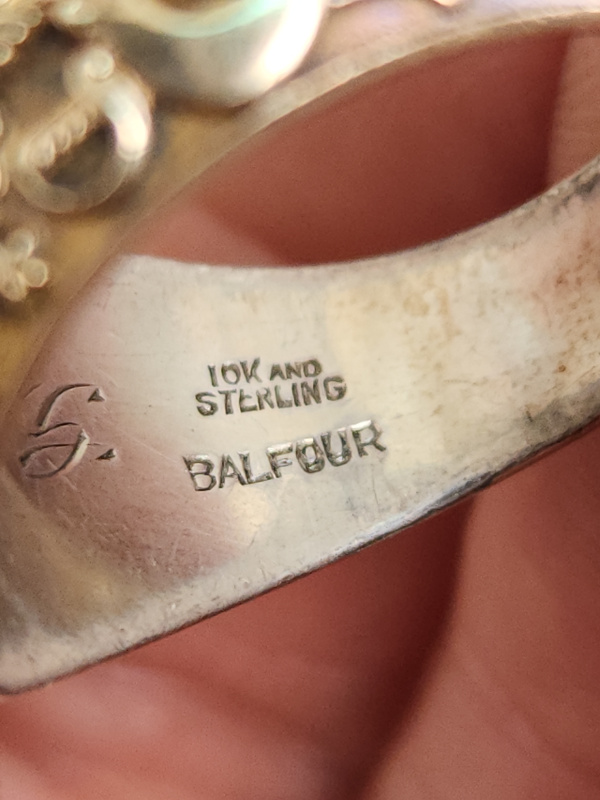 10K AND
STERLING
BALFOUR
S.